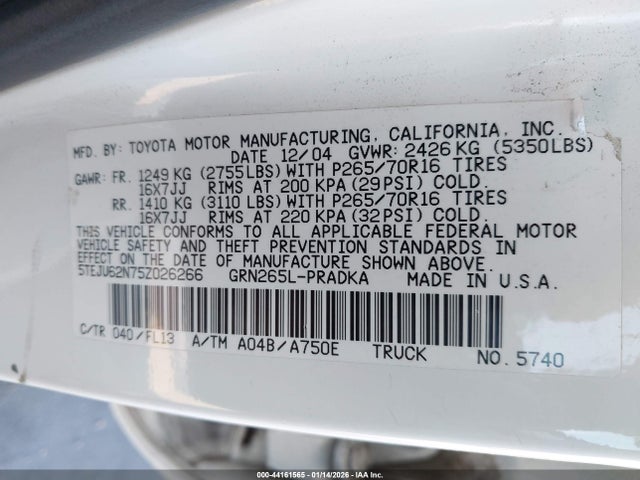 MFD. BY: TOYOTA MOTOR MANUFACTURING, CALIFORNIA, INC.
DATE 12/04 GVWR: 2426 KG (5350LBS)
GAWR: FR. 1249 KG (2755LBS) WITH P265/70R16 TIRES
16X7JJ RIMS AT 200 KPA (29PSI) COLD.
RR. 1410 KG (3110 LBS) WITH P265/70R16 TIRES
16X7JJ RIMS AT 220 KPA (32PSI) COLD.
THIS VEHICLE CONFORMS TO ALL APPLICABLE FEDERAL MOTOR
VEHICLE SAFETY AND THEFT PREVENTION STANDARDS IN
EFFECT ON THE DATE OF MANUFACTURE SHOWN ABOVE.
5TEJU62N75Z026266 GRN265L-PRADKA MADE IN U.S.A.
C/TR 040/FL13 A/TM A04B/A750E TRUCK NO. 5740
000-44161565 - 01/14/2026 - IAA Inc.